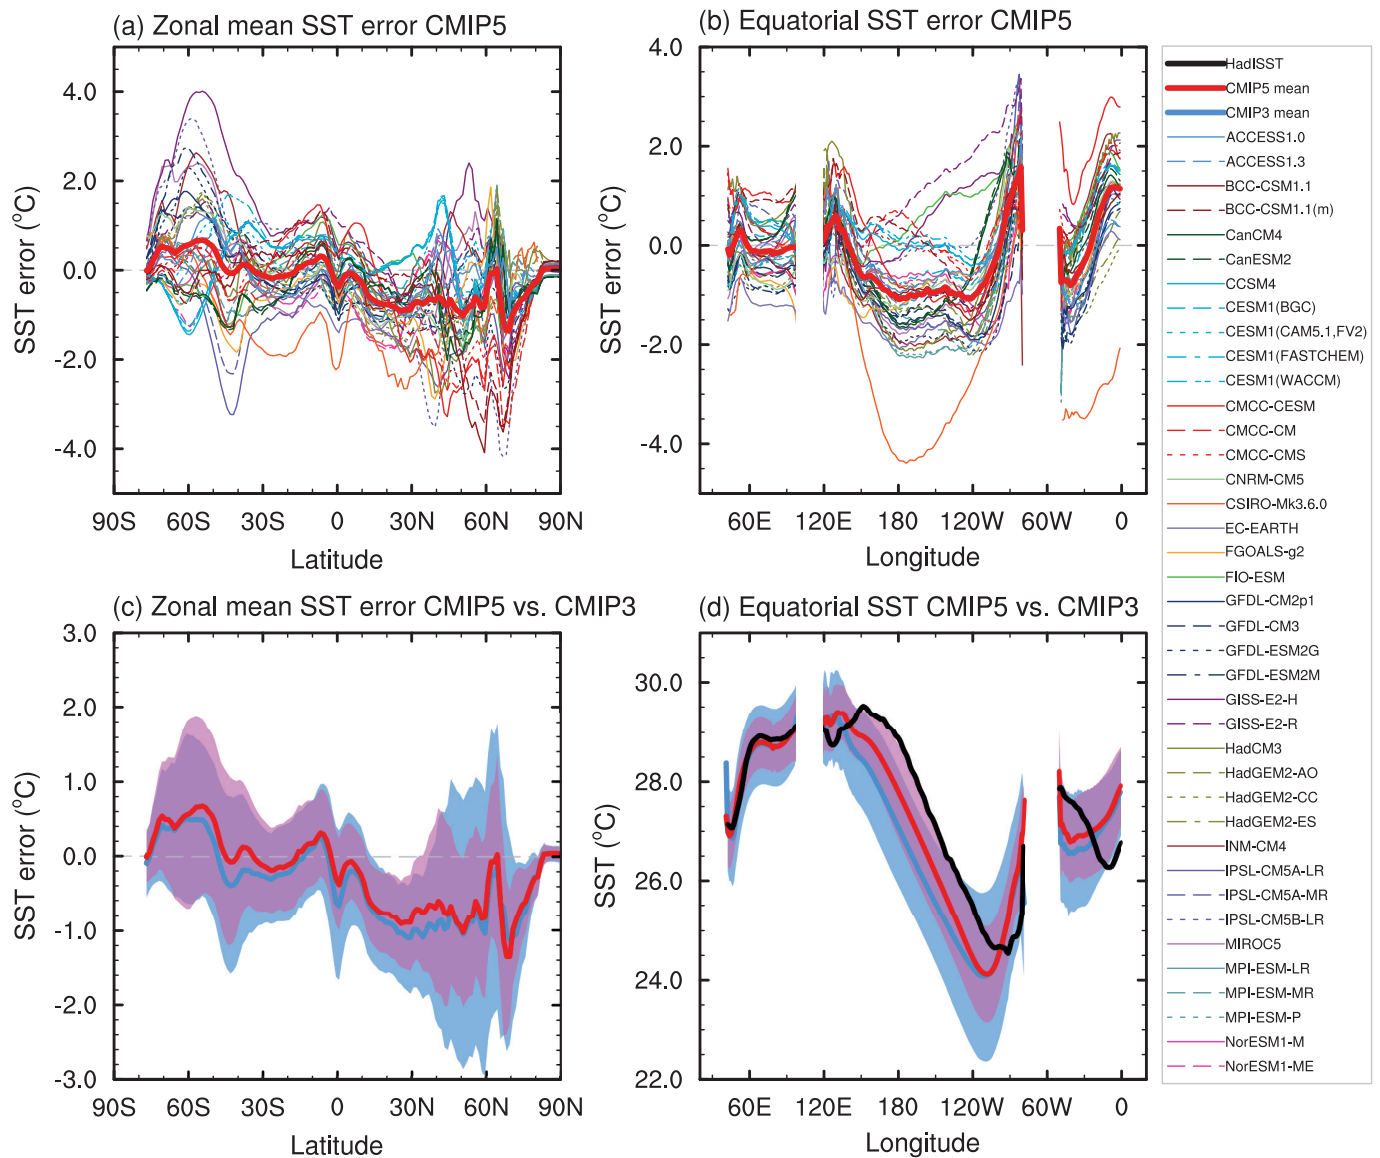 (a) Zonal mean SST error CMIP5
SST error (°C)
4.0
2.0
0.0
-2.0
-4.0
90S 60S 30S 0 30N 60N 90N
Latitude
(b) Equatorial SST error CMIP5
SST error (°C)
4.0
2.0
0.0
-2.0
-4.0
60E 120E 180 120W 60W 0
Longitude
(c) Zonal mean SST error CMIP5 vs. CMIP3
SST error (°C)
3.0
2.0
1.0
0.0
-1.0
-2.0
-3.0
90S 60S 30S 0 30N 60N 90N
Latitude
(d) Equatorial SST CMIP5 vs. CMIP3
SST (°C)
30.0
28.0
26.0
24.0
22.0
60E 120E 180 120W 60W 0
Longitude
HadISST
CMIP5 mean
CMIP3 mean
ACCESS1.0
ACCESS1.3
BCC-CSM1.1
BCC-CSM1.1(m)
CanCM4
CanESM2
CCSM4
CESM1(BGC)
CESM1(CAM5.1,FV2)
CESM1(FASTCHEM)
CESM1(WACCM)
CMCC-CESM
CMCC-CM
CMCC-CMS
CNRM-CM5
CSIRO-Mk3.6.0
EC-EARTH
FGOALS-g2
FIO-ESM
GFDL-CM2p1
GFDL-CM3
GFDL-ESM2G
GFDL-ESM2M
GISS-E2-H
GISS-E2-R
HadCM3
HadGEM2-AO
HadGEM2-CC
HadGEM2-ES
INM-CM4
IPSL-CM5A-LR
IPSL-CM5A-MR
IPSL-CM5B-LR
MIROC5
MPI-ESM-LR
MPI-ESM-MR
MPI-ESM-P
NorESM1-M
NorESM1-ME